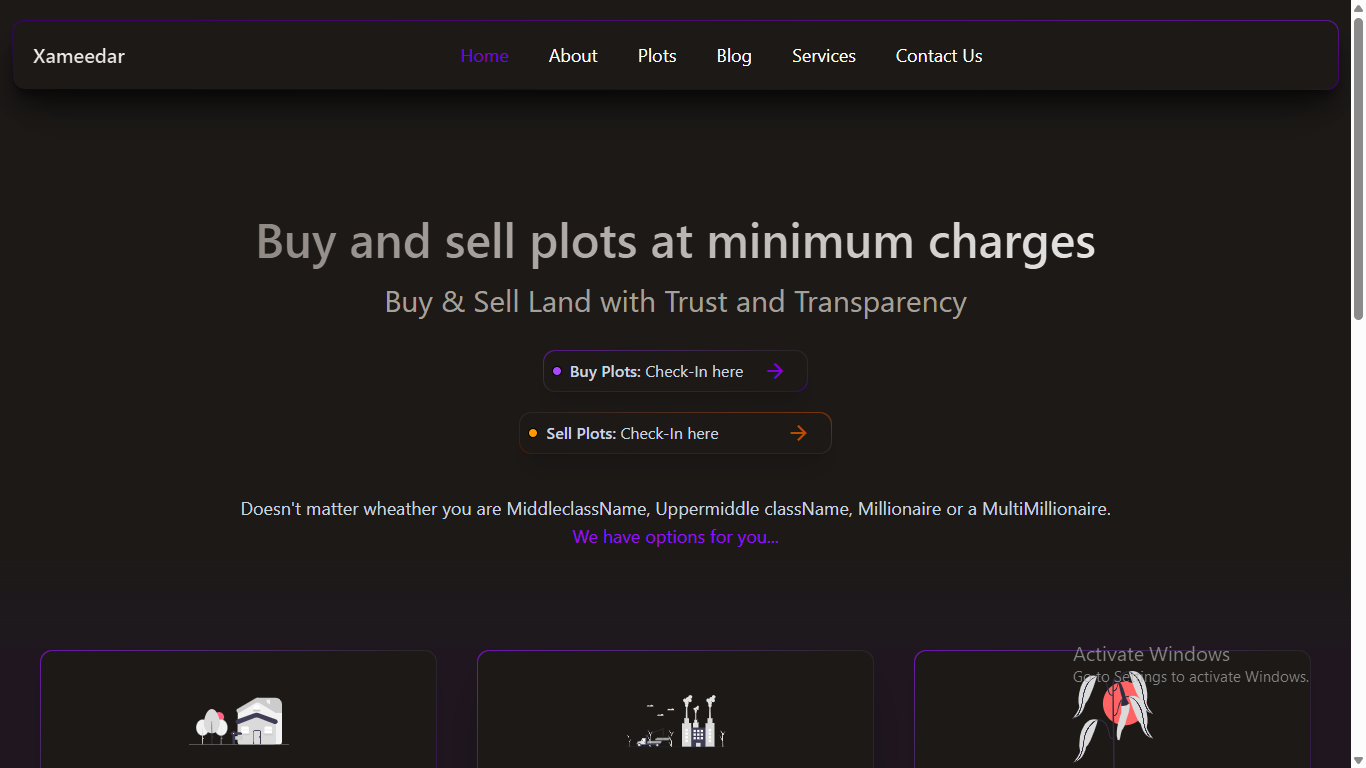 Xameedar
Home About Plots Blog Services Contact Us
Buy and sell plots at minimum charges
Buy & Sell Land with Trust and Transparency
Buy Plots: Check-In here
Sell Plots: Check-In here
Doesn't matter wheather you are MiddleclassName, Uppermiddle className, Millionaire or a MultiMillionaire.
We have options for you...
Activate Windows
Go to Settings to activate Windows.